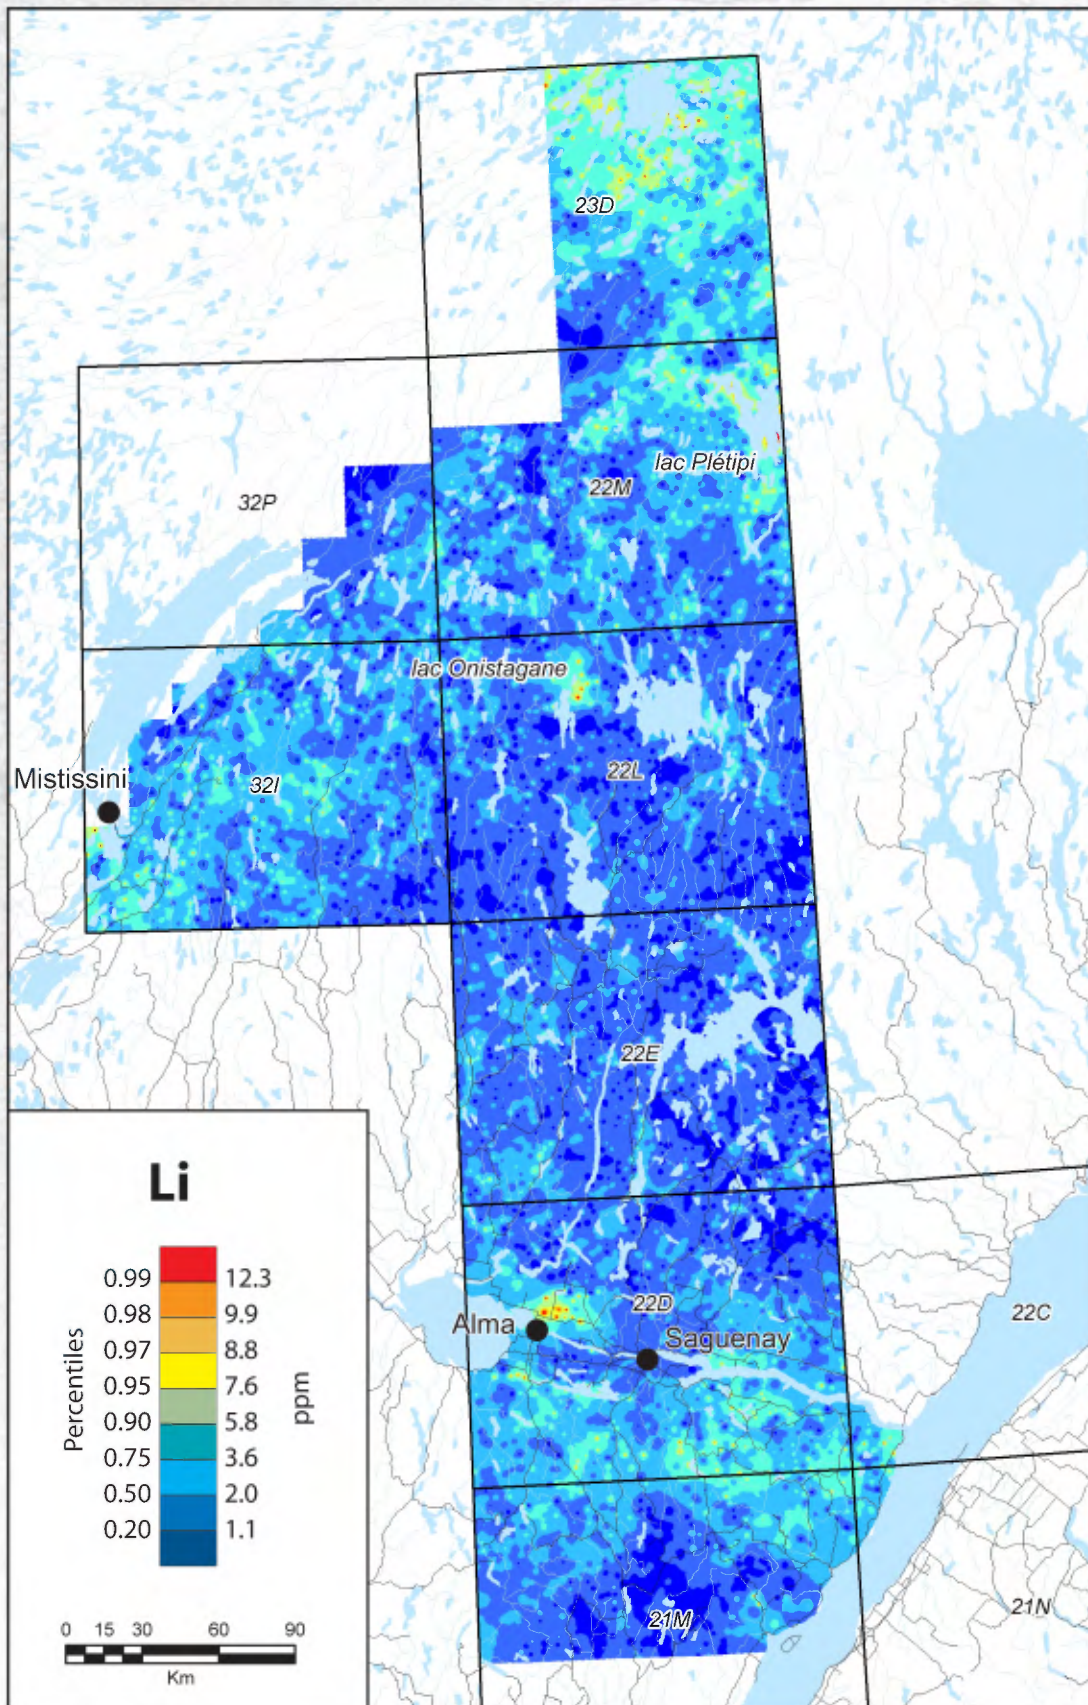 23D
lac Plétipi
22M
32P
lac Onistagane
22L
Mistissini
32I
22E
Li
Percentiles
ppm
0.99 12.3
0.98 9.9
0.97 8.8
0.95 7.6
0.90 5.8
0.75 3.6
0.50 2.0
0.20 1.1
22D
22C
Alma
Saguenay
21M
21N
0 15 30 60 90
Km